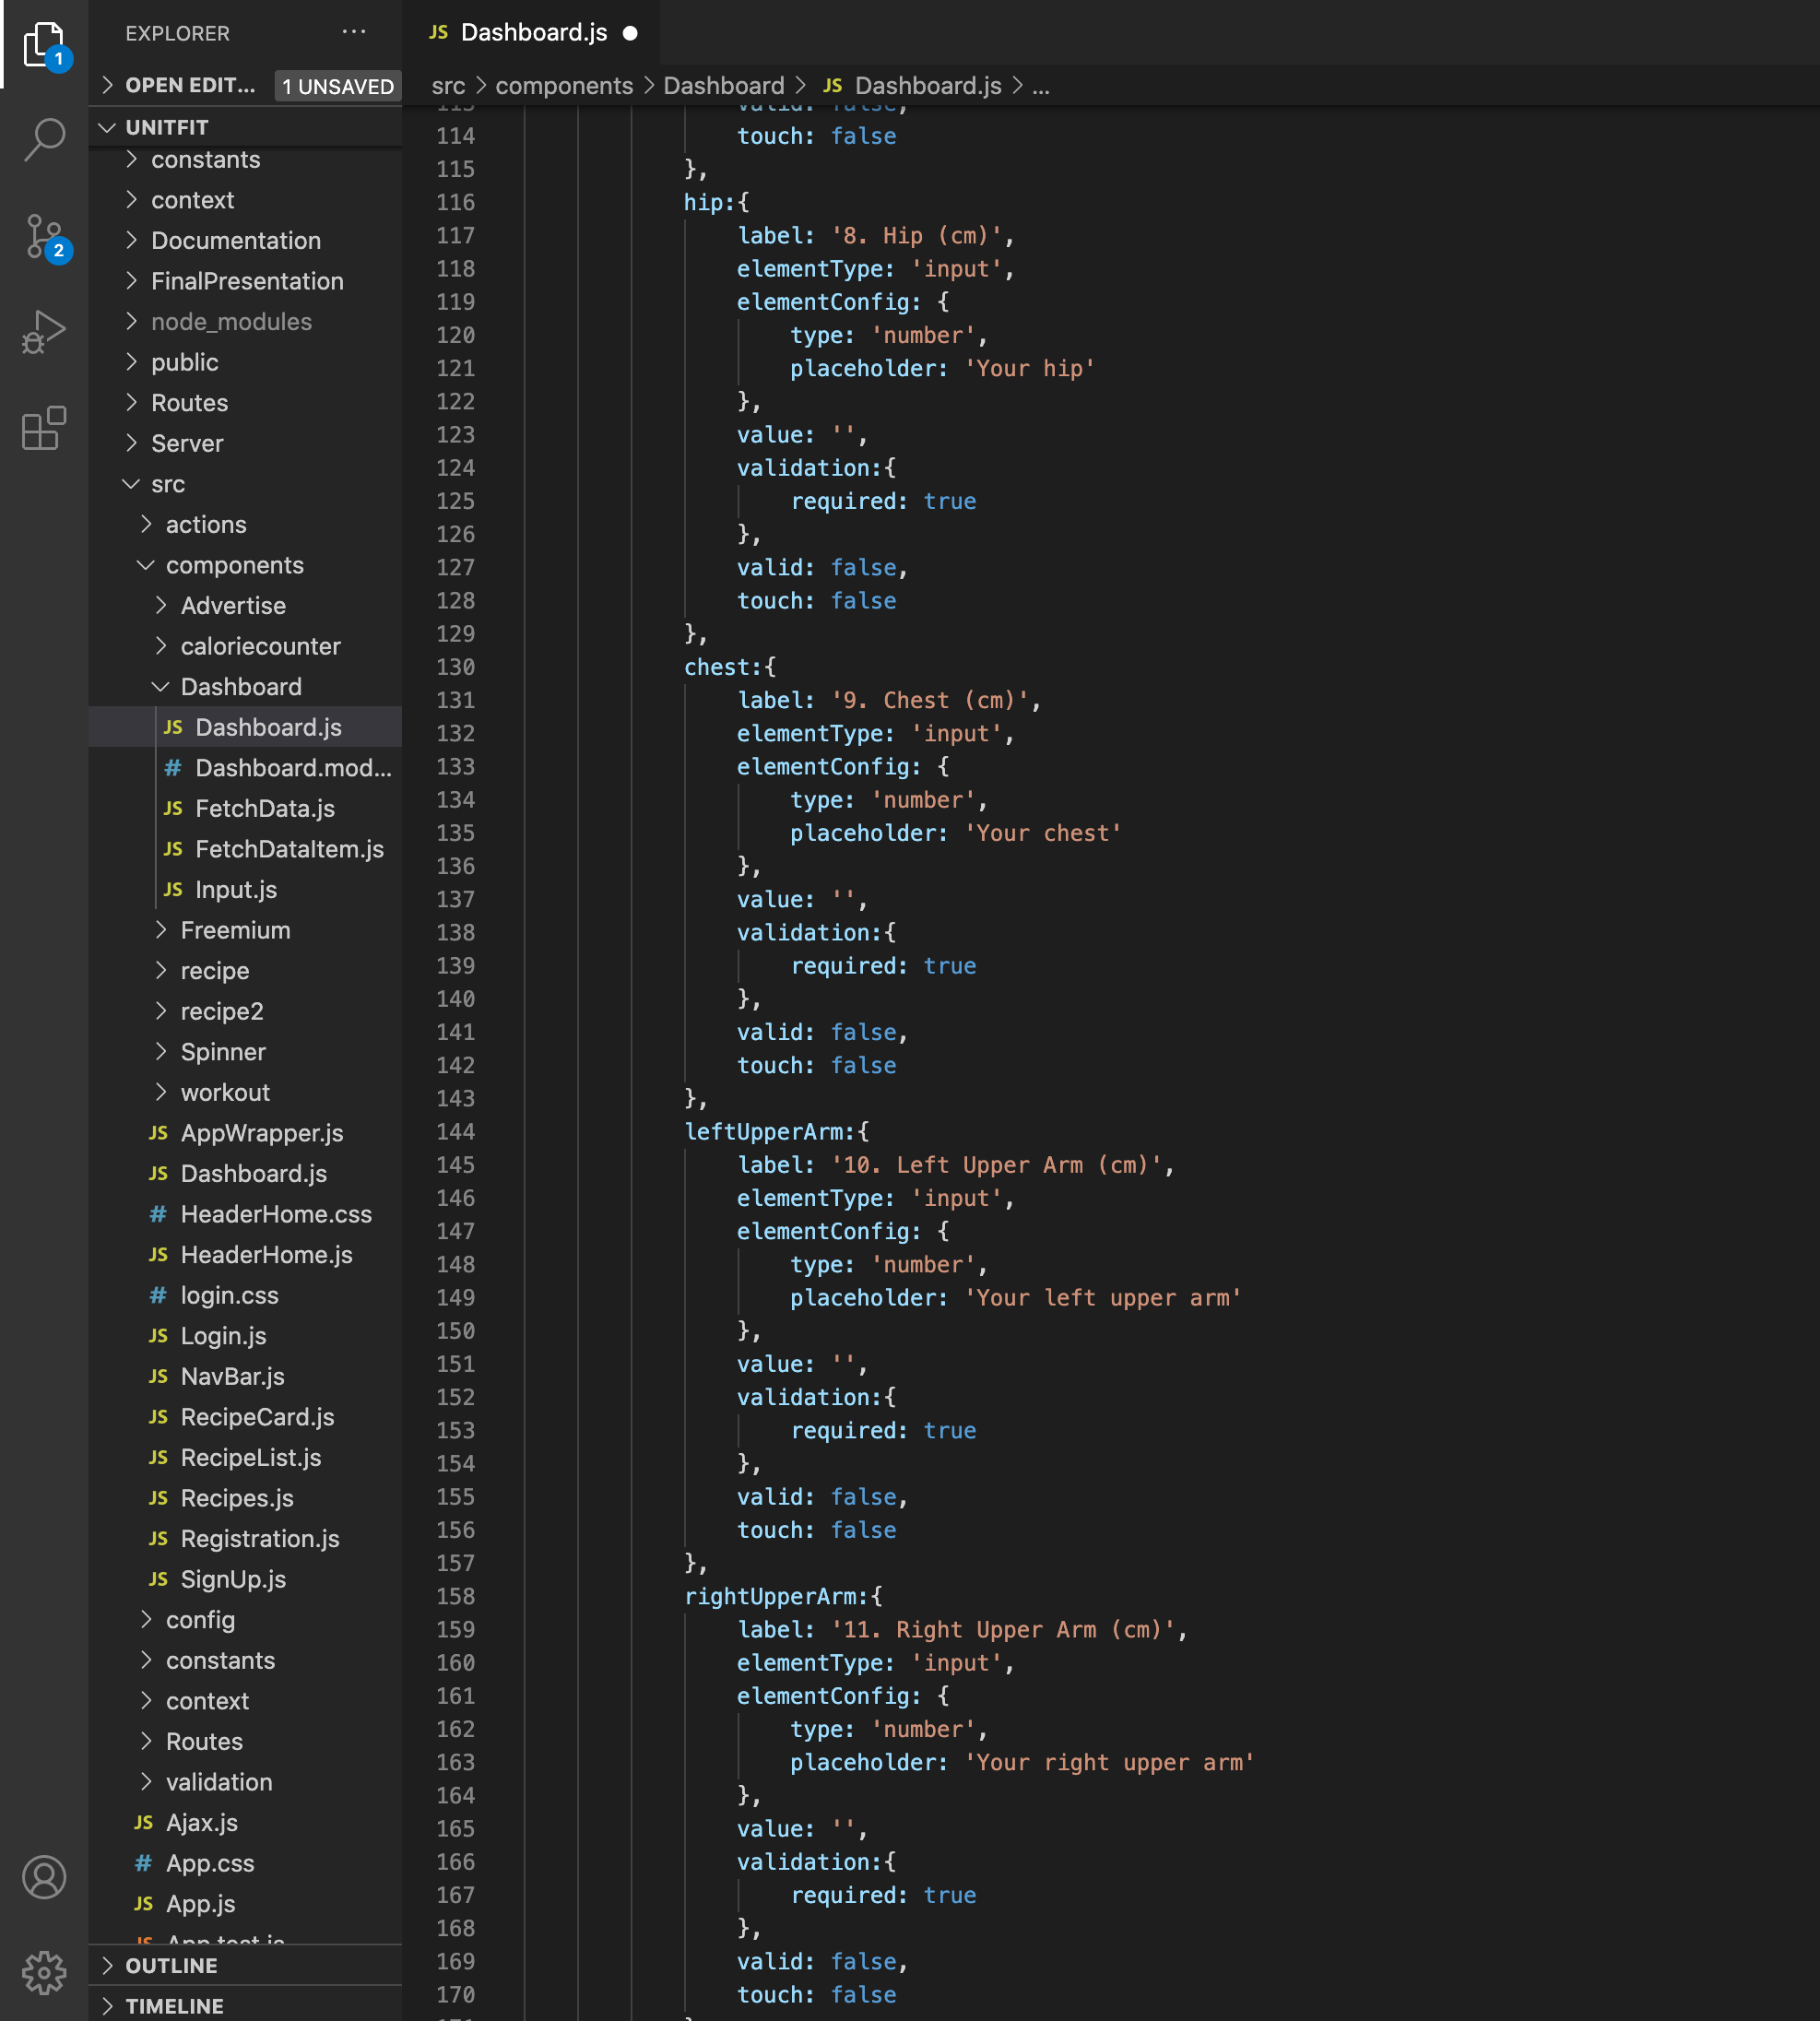 1
2
EXPLORER ...
OPEN EDIT... 1 UNSAVED
UNITFIT
constants
context
Documentation
FinalPresentation
node_modules
public
Routes
Server
src
actions
components
Advertise
caloriecounter
Dashboard
JS Dashboard.js
# Dashboard.mod...
JS FetchData.js
JS FetchDataItem.js
JS Input.js
Freemium
recipe
recipe2
Spinner
workout
JS AppWrapper.js
JS Dashboard.js
# HeaderHome.css
JS HeaderHome.js
# login.css
JS Login.js
JS NavBar.js
JS RecipeCard.js
JS RecipeList.js
JS Recipes.js
JS Registration.js
JS SignUp.js
config
constants
context
Routes
validation
JS Ajax.js
# App.css
JS App.js
JS App.test.js
OUTLINE
TIMELINE
JS Dashboard.js
src > components > Dashboard > JS Dashboard.js > ...
113 valid: false,
114 touch: false
115 },
116 hip:{
117 label: '8. Hip (cm)',
118 elementType: 'input',
119 elementConfig: {
120 type: 'number',
121 placeholder: 'Your hip'
122 },
123 value: '',
124 validation:{
125 required: true
126 },
127 valid: false,
128 touch: false
129 },
130 chest:{
131 label: '9. Chest (cm)',
132 elementType: 'input',
133 elementConfig: {
134 type: 'number',
135 placeholder: 'Your chest'
136 },
137 value: '',
138 validation:{
139 required: true
140 },
141 valid: false,
142 touch: false
143 },
144 leftUpperArm:{
145 label: '10. Left Upper Arm (cm)',
146 elementType: 'input',
147 elementConfig: {
148 type: 'number',
149 placeholder: 'Your left upper arm'
150 },
151 value: '',
152 validation:{
153 required: true
154 },
155 valid: false,
156 touch: false
157 },
158 rightUpperArm:{
159 label: '11. Right Upper Arm (cm)',
160 elementType: 'input',
161 elementConfig: {
162 type: 'number',
163 placeholder: 'Your right upper arm'
164 },
165 value: '',
166 validation:{
167 required: true
168 },
169 valid: false,
170 touch: false